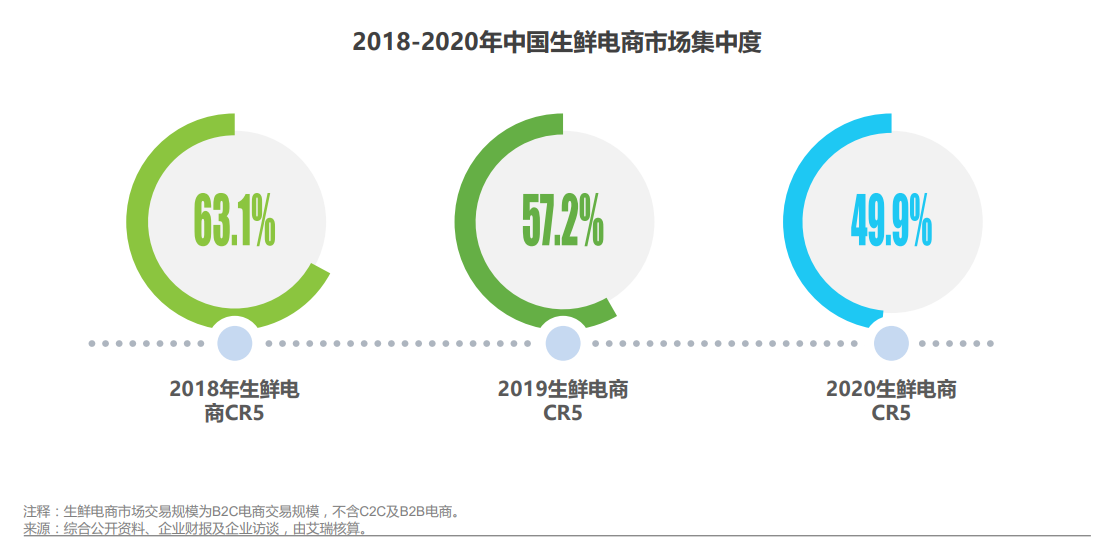 2018-2020年中国生鲜电商市场集中度
63.1%
57.2%
49.9%
2018年生鲜电
商CR5
2019生鲜电商
CR5
2020生鲜电商
CR5
注释：生鲜电商市场交易规模为B2C电商交易规模，不含C2C及B2B电商。
来源：综合公开资料、企业财报及企业访谈，由艾瑞核算。